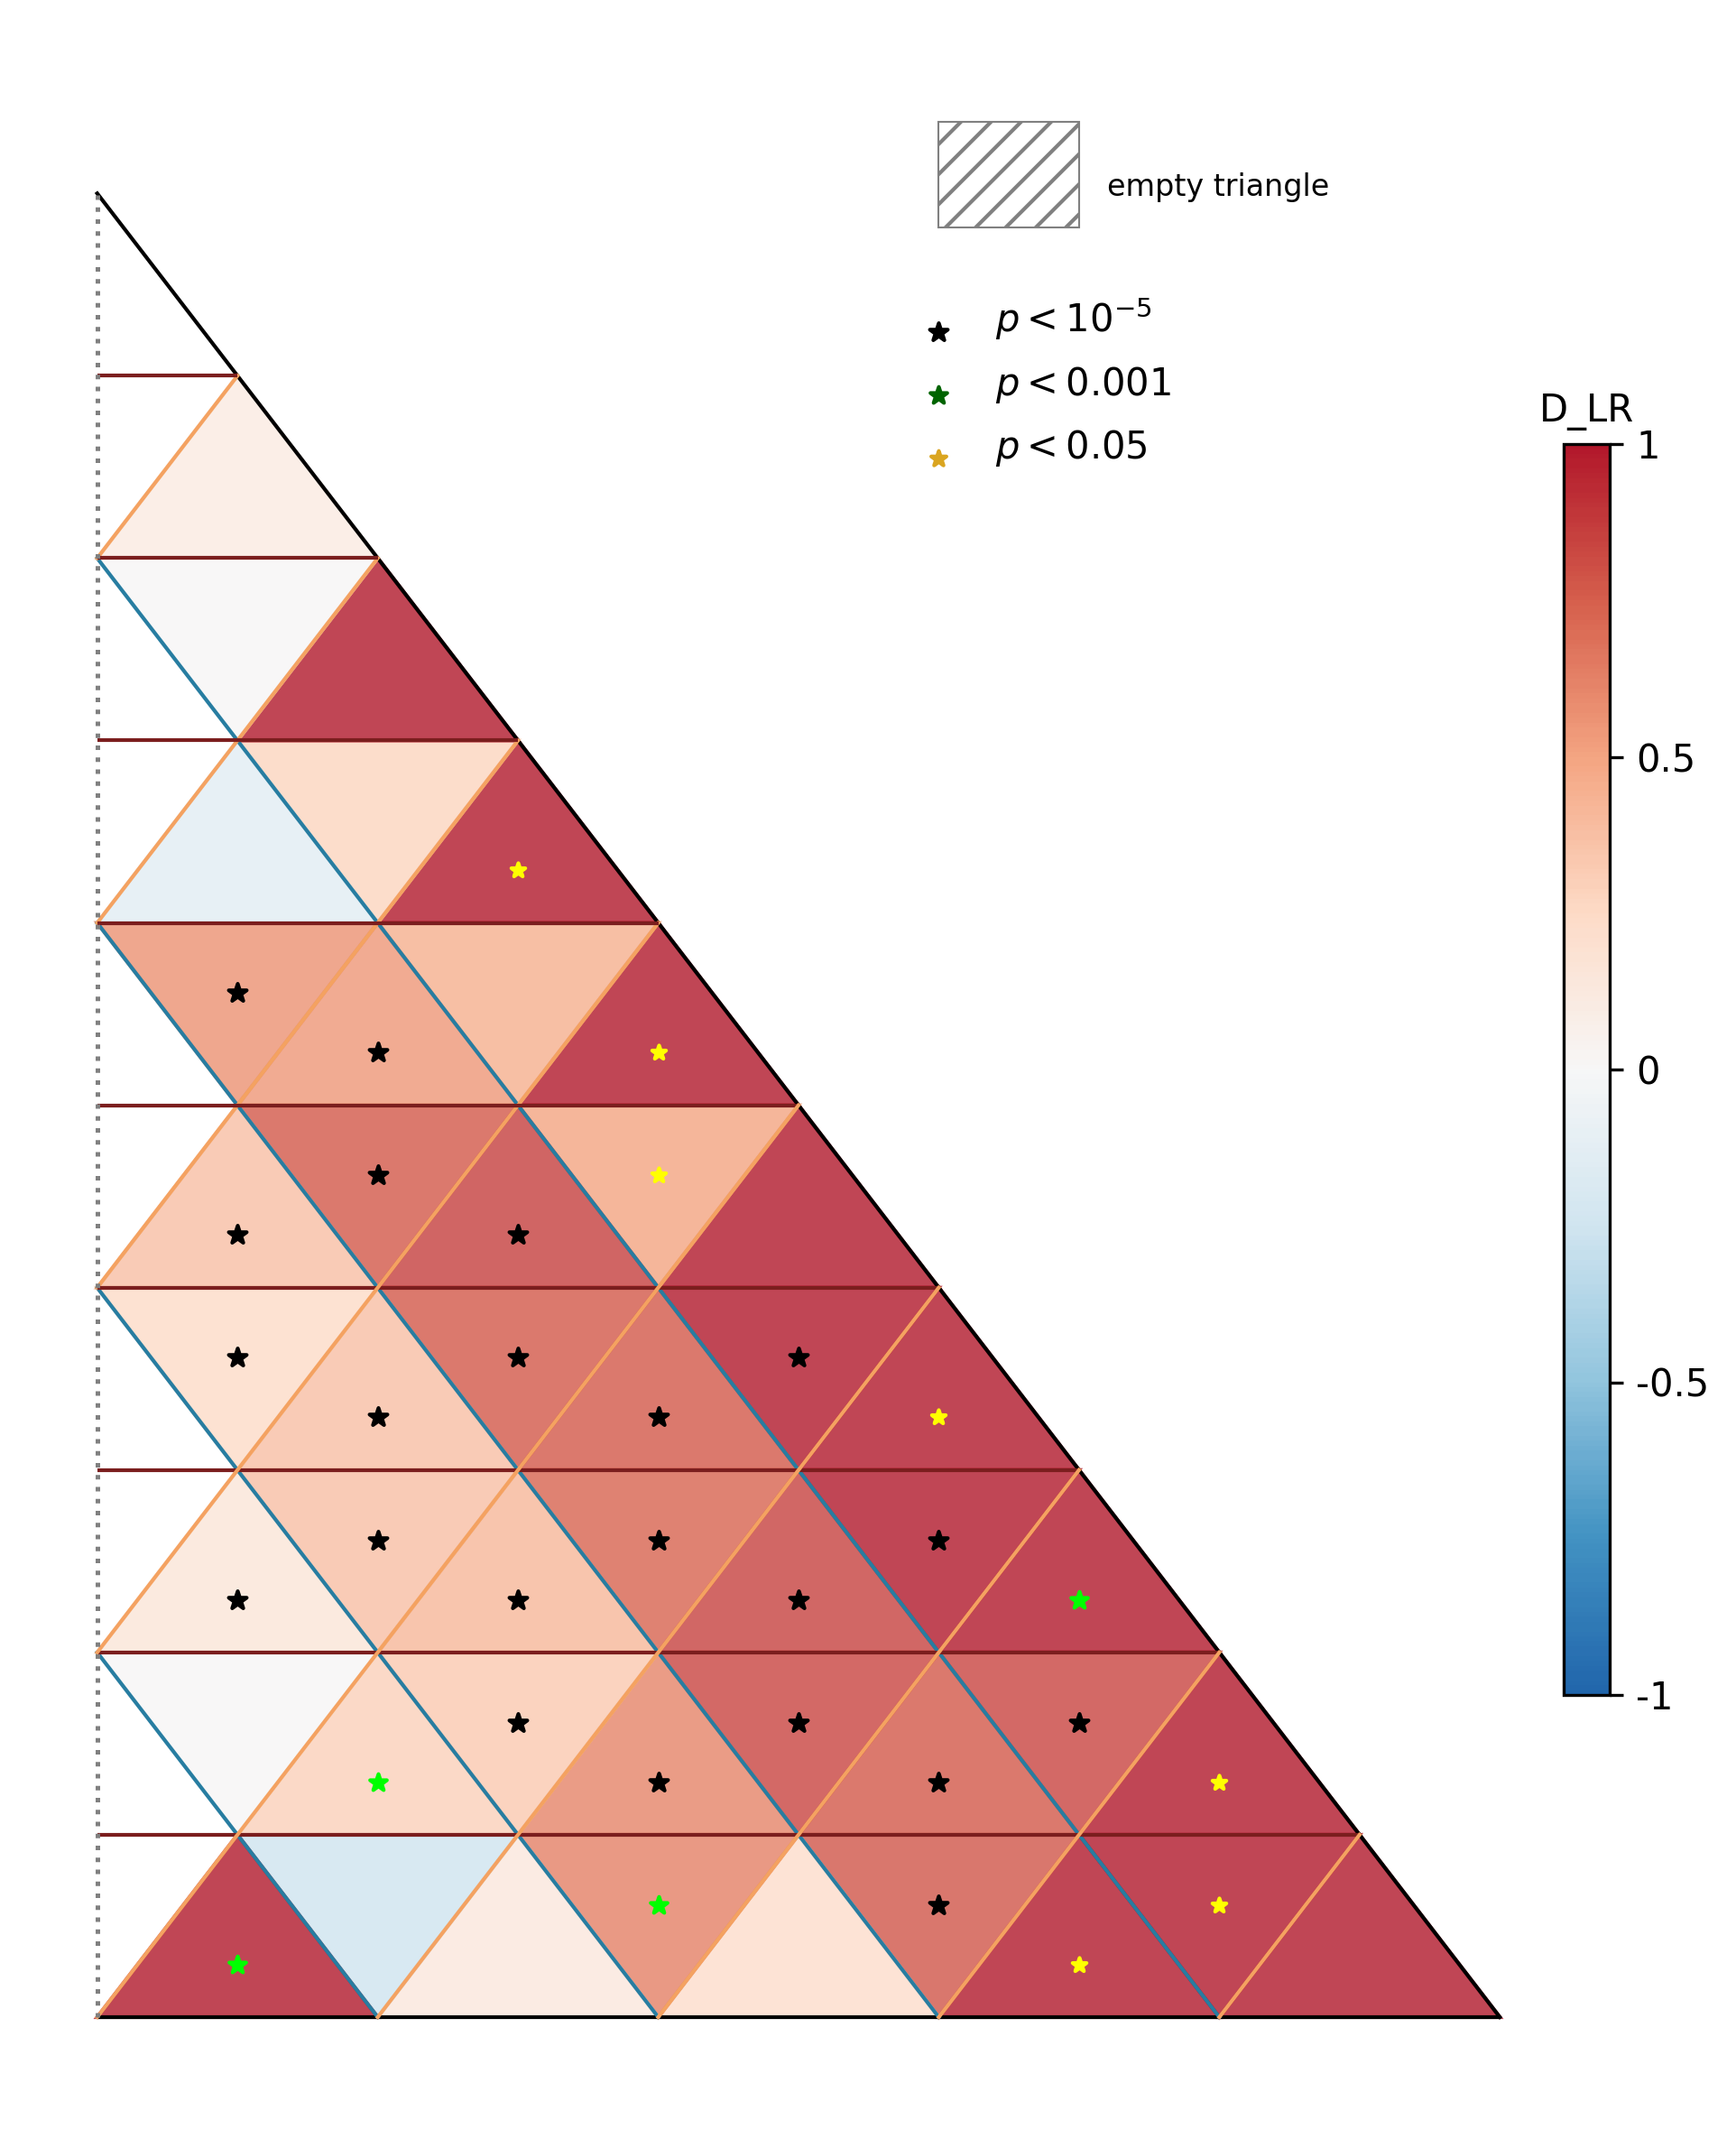 empty triangle
p < 10⁻⁵
p < 0.001
p < 0.05
D_LR
1
0.5
0
-0.5
-1